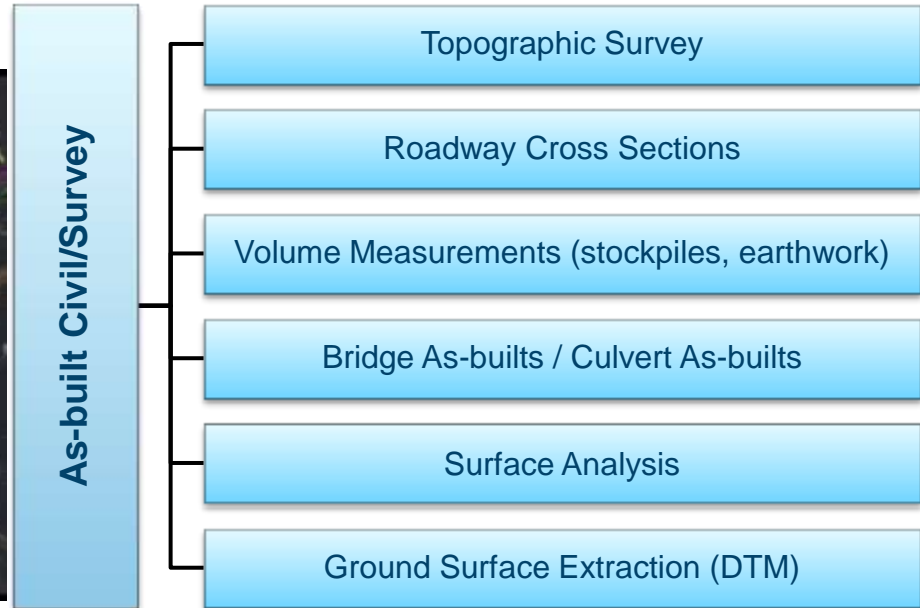 As-built Civil/Survey
Topographic Survey
Roadway Cross Sections
Volume Measurements (stockpiles, earthwork)
Bridge As-builts / Culvert As-builts
Surface Analysis
Ground Surface Extraction (DTM)